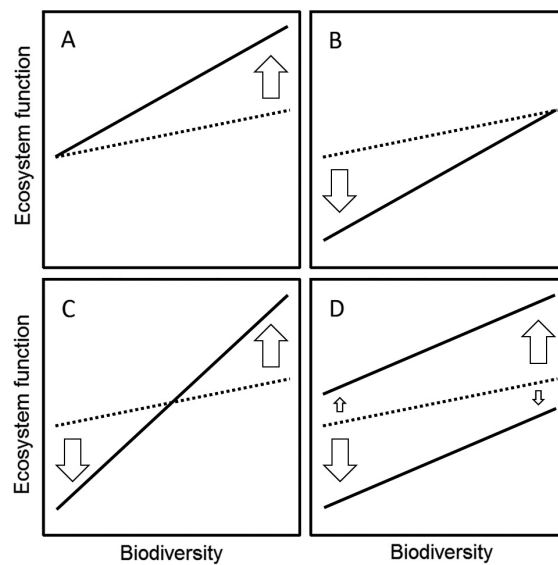 A
B
Ecosystem function
C
D
Ecosystem function
Biodiversity
Biodiversity